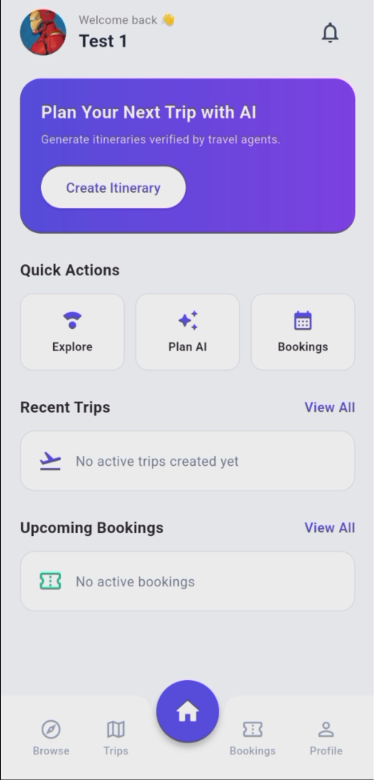 Welcome back 👋
Test 1
Plan Your Next Trip with AI
Generate itineraries verified by travel agents.
Create Itinerary
Quick Actions
Explore
Plan AI
Bookings
Recent Trips
View All
No active trips created yet
Upcoming Bookings
View All
No active bookings
Browse
Trips
Bookings
Profile